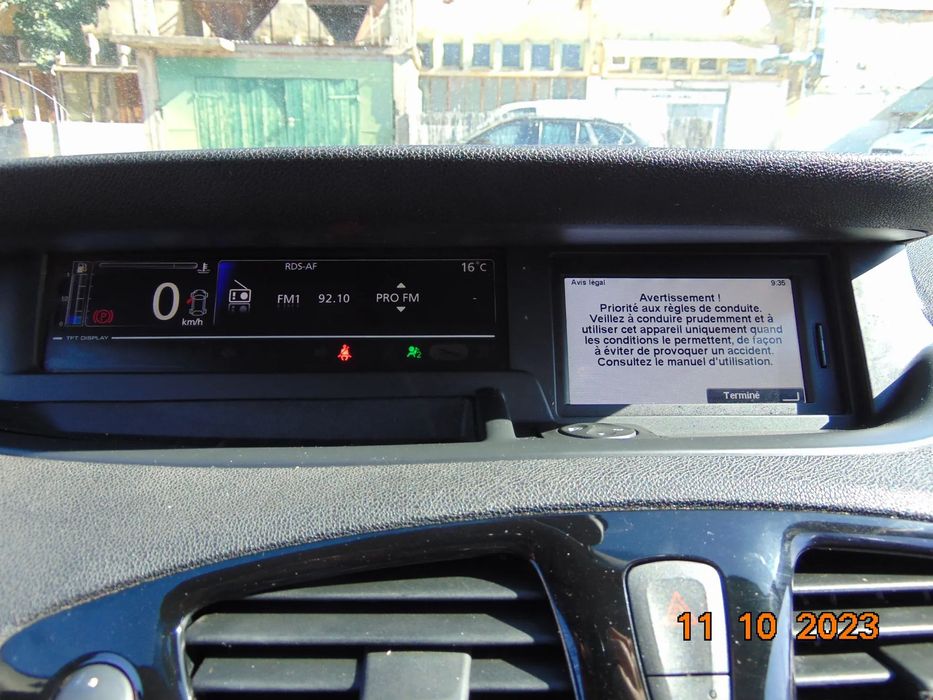 RDS-AF
16°C
0
km/h
FM1 92.10 PRO FM -
(P)
TFT DISPLAY
Avis légal 9:35
Avertissement !
Priorité aux règles de conduite.
Veillez à conduire prudemment et à
utiliser cet appareil uniquement quand
les conditions le permettent, de façon
à éviter de provoquer un accident.
Consultez le manuel d'utilisation.
Terminé
11 10 2023